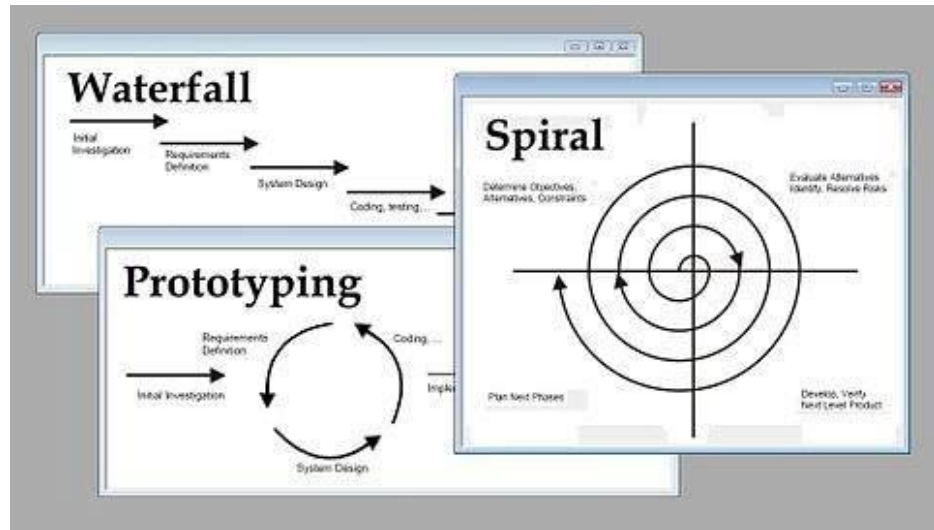 Waterfall
Initial
Investigation
Requirements
Definition
System Design
Coding, testing,...
Prototyping
Requirements
Definition
Coding, ...
Initial Investigation
Imple
System Design
Spiral
Determine Objectives,
Alternatives, Constraints
Evaluate Alternatives
Identify, Resolve Risks
Plan Next Phases
Develop, Verify
Next Level Product